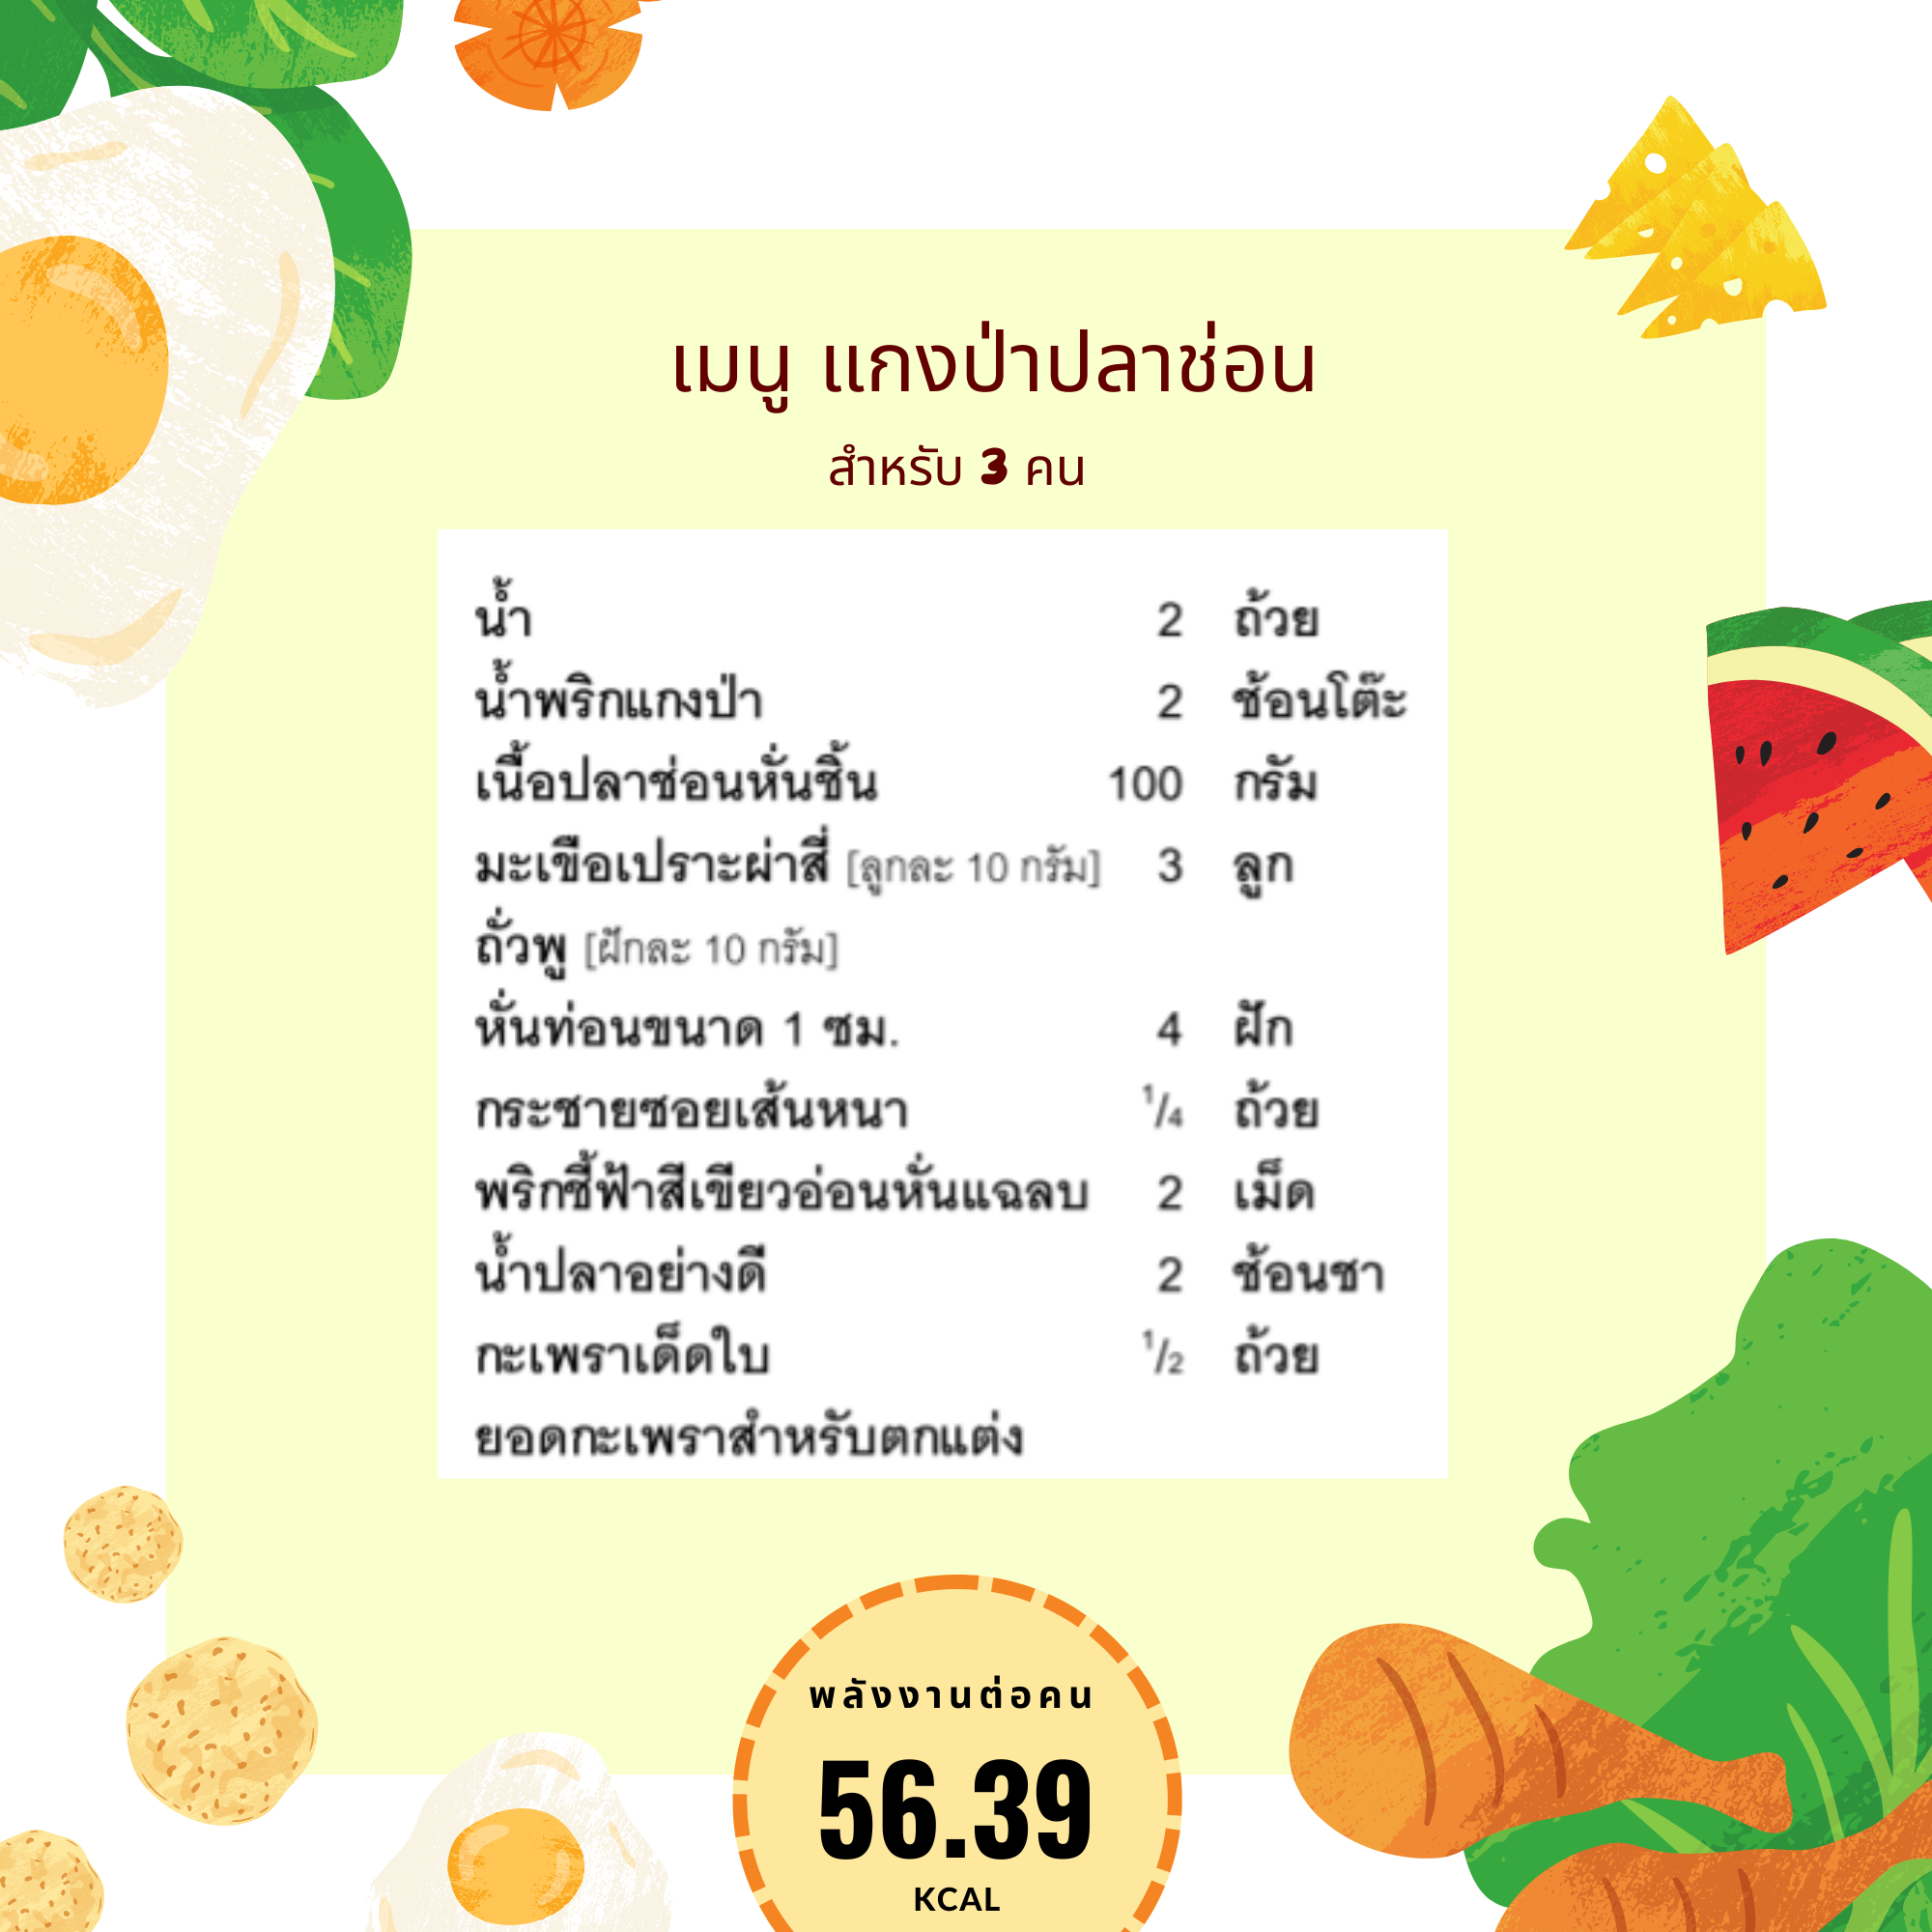 เมนู แกงป่าปลาช่อน
สำหรับ 3 คน
น้ำ 2 ถ้วย
น้ำพริกแกงป่า 2 ช้อนโต๊ะ
เนื้อปลาช่อนหั่นชิ้น 100 กรัม
มะเขือเปราะผ่าสี่ [ลูกละ 10 กรัม] 3 ลูก
ถั่วพู [ฝักละ 10 กรัม]
หั่นท่อนขนาด 1 ซม. 4 ฝัก
กระชายซอยเส้นหนา 1/4 ถ้วย
พริกชี้ฟ้าสีเขียวอ่อนหั่นแฉลบ 2 เม็ด
น้ำปลาอย่างดี 2 ช้อนชา
กะเพราเด็ดใบ 1/2 ถ้วย
ยอดกะเพราสำหรับตกแต่ง
พลังงานต่อคน
56.39
KCAL